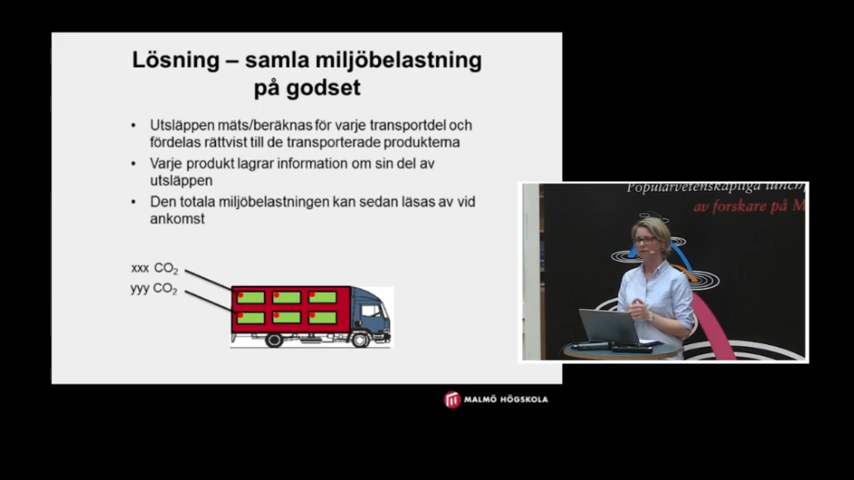 Lösning – samla miljöbelastning
på godset
• Utsläppen mäts/beräknas för varje transportdel och
fördelas rättvist till de transporterade produkterna
• Varje produkt lagrar information om sin del av
utsläppen
• Den totala miljöbelastningen kan sedan läsas av vid
ankomst
xxx CO₂
yyy CO₂
Populärvetenskapliga lunch
av forskare på M
MALMÖ HÖGSKOLA